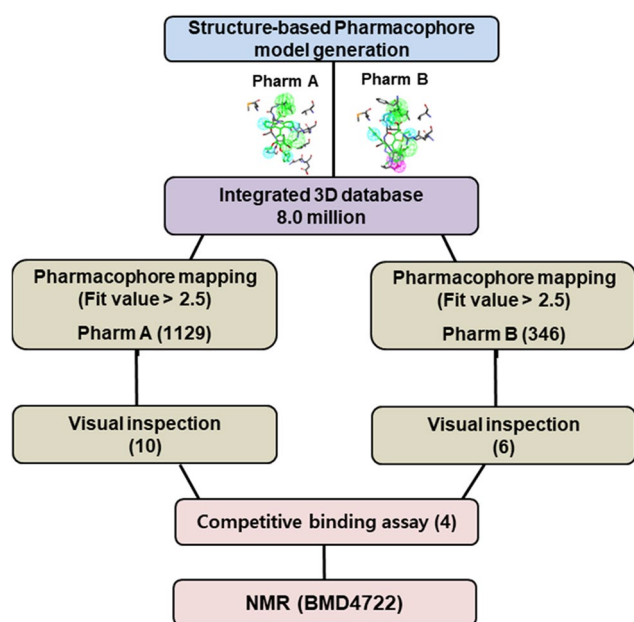 Structure-based Pharmacophore
model generation
Pharm A
Pharm B
Integrated 3D database
8.0 million
Pharmacophore mapping
(Fit value > 2.5)
Pharm A (1129)
Pharmacophore mapping
(Fit value > 2.5)
Pharm B (346)
Visual inspection
(10)
Visual inspection
(6)
Competitive binding assay (4)
NMR (BMD4722)